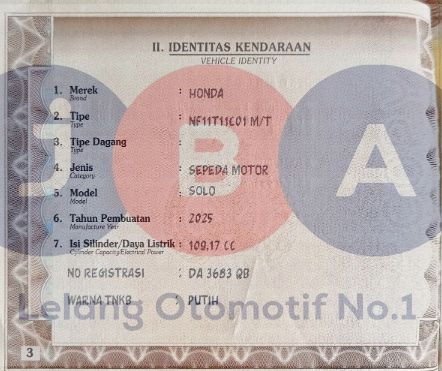 II. IDENTITAS KENDARAAN
VEHICLE IDENTITY
1. Merek : HONDA
Brand
2. Tipe : NF11T11C01 M/T
Type
3. Tipe Dagang :
Type
4. Jenis : SEPEDA MOTOR
Category
5. Model : SOLO
Model
6. Tahun Pembuatan : 2025
Manufacture Year
7. Isi Silinder/Daya Listrik : 109,17 CC
Cylinder Capacity/Electrical Power
NO REGISTRASI : DA 3683 QB
WARNA TNKB : PUTIH
3
iBA
Lelang Otomotif No.1